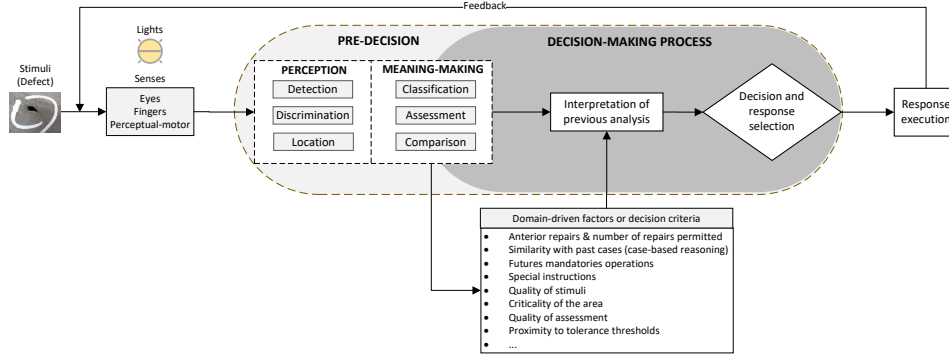 Feedback
Lights
PRE-DECISION
DECISION-MAKING PROCESS
Stimuli
(Defect)
Senses
Eyes
Fingers
Perceptual-motor
PERCEPTION
Detection
Discrimination
Location
MEANING-MAKING
Classification
Assessment
Comparison
Interpretation of
previous analysis
Decision and
response
selection
Response
execution
Domain-driven factors or decision criteria
• Anterior repairs & number of repairs permitted
• Similarity with past cases (case-based reasoning)
• Futures mandatories operations
• Special instructions
• Quality of stimuli
• Criticality of the area
• Quality of assessment
• Proximity to tolerance thresholds
• ...